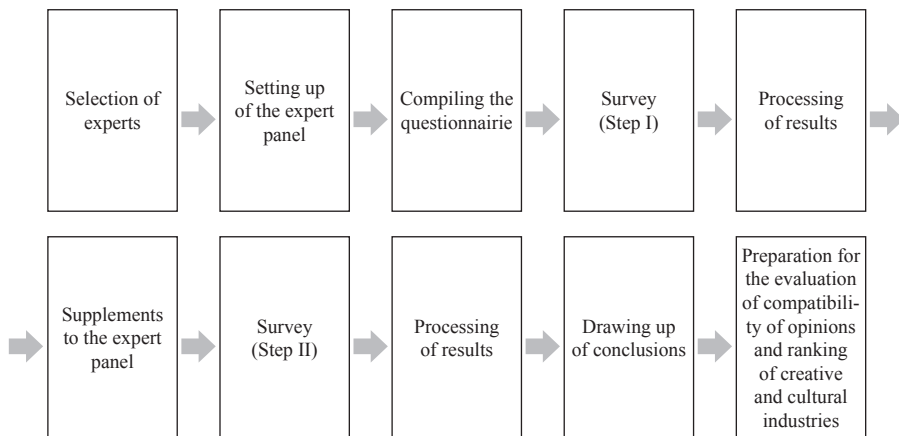 Selection of
experts
Setting up
of the expert
panel
Compiling the
questionnairie
Survey
(Step I)
Processing
of results
Supplements
to the expert
panel
Survey
(Step II)
Processing
of results
Drawing up
of conclusions
Preparation for
the evaluation
of compatibili-
ty of opinions
and ranking
of creative
and cultural
industries